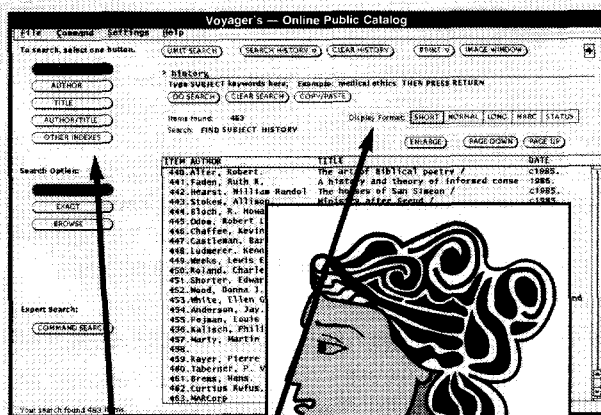 Voyager's — Online Public Catalog
File Command Settings Help
To search, select one button.
AUTHOR
TITLE
AUTHOR/TITLE
OTHER INDEXES
Search Option:
EXACT
BROWSE
Expert Search:
COMMAND SEARCH
LIMIT SEARCH SEARCH HISTORY CLEAR HISTORY PRINT IMAGE WINDOW
> history
Type SUBJECT keywords here; Example: medical ethics THEN PRESS RETURN
DO SEARCH CLEAR SEARCH COPY/PASTE
Items found: 463 Display Format: SHORT NORMAL LONG MARC STATUS
Search: FIND SUBJECT HISTORY
ENLARGE PAGE DOWN PAGE UP
ITEM AUTHOR TITLE DATE
440.Alter, Robert. The art of Biblical poetry / c1985.
441.Faden, Ruth R. A history and theory of informed conse 1986.
442.Hearst, William Randol The houses of San Simeon / c1985.
443.Stokes, Allison. Ministry after Freud / c1985.
444.Bloch, R. Howa
445.Odom, Robert L
446.Chaffee, Kevin
447.Castleman, Bar
448.Ludmerer, Kenn
449.Weeks, Lewis E
450.Roland, Charle
451.Shorter, Edwar
452.Wood, Donna J.
453.White, Ellen G
454.Anderson, Jay.
455.Pejman, Louis
456.Kalisch, Phili
457.Marty, Martin
458.
459.Rayer, Pierre
460.Taberner, P. V
461.Brems, Hans.
462.Curtius Rufus,
463.MARCorp
Your search found 463 items.